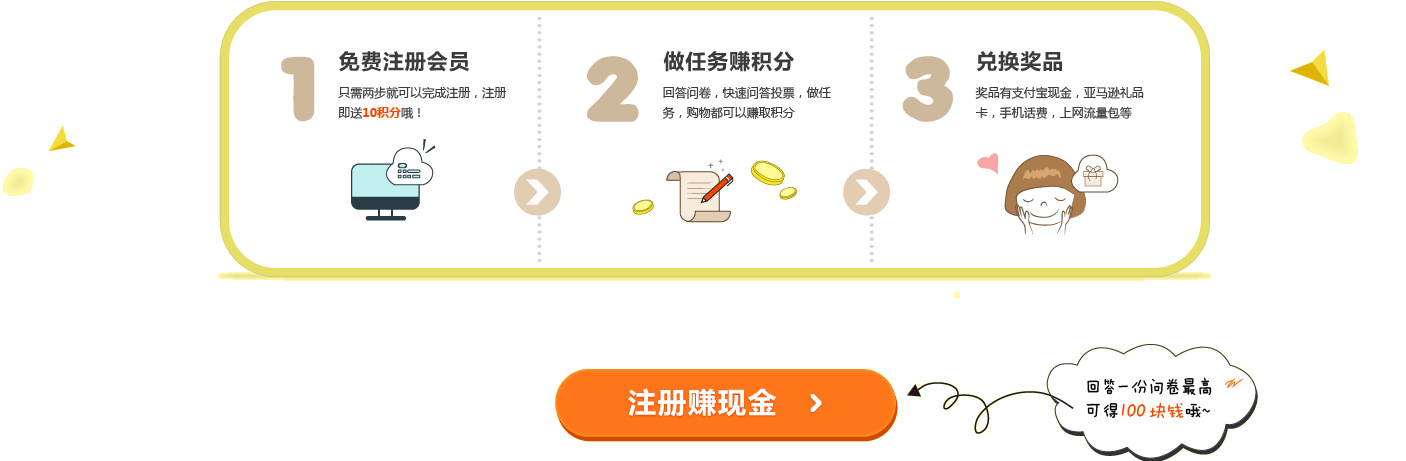 1
免费注册会员
只需两步就可以完成注册，注册
即送10积分哦！
2
做任务赚积分
回答问卷，快速问答投票，做任
务，购物都可以赚取积分
3
兑换奖品
奖品有支付宝现金，亚马逊礼品
卡，手机话费，上网流量包等
注册赚现金
回答一份问卷最高
可得100块钱哦~